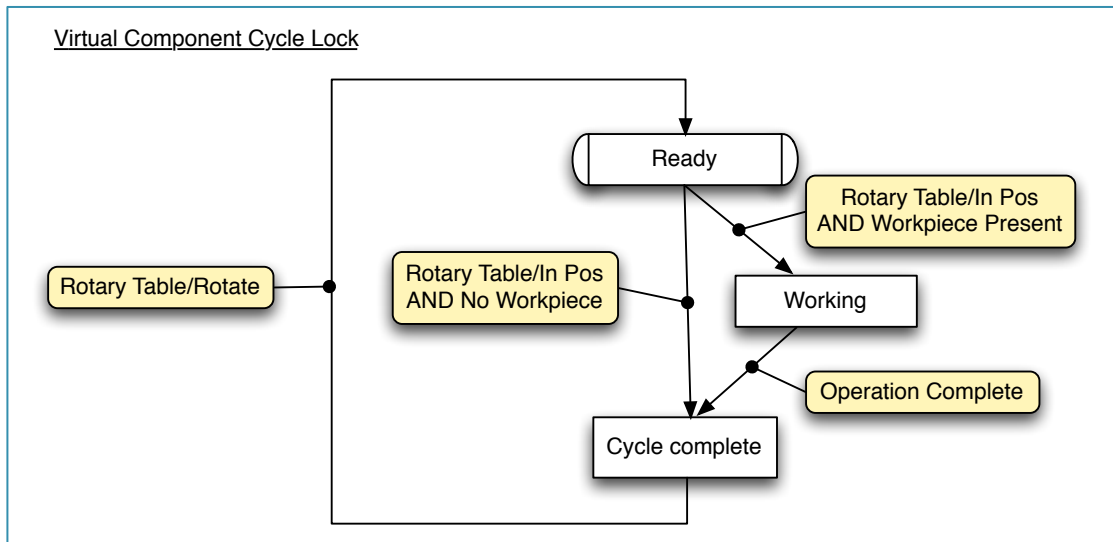 Virtual Component Cycle Lock
Ready
Rotary Table/In Pos
AND Workpiece Present
Rotary Table/Rotate
Rotary Table/In Pos
AND No Workpiece
Working
Operation Complete
Cycle complete